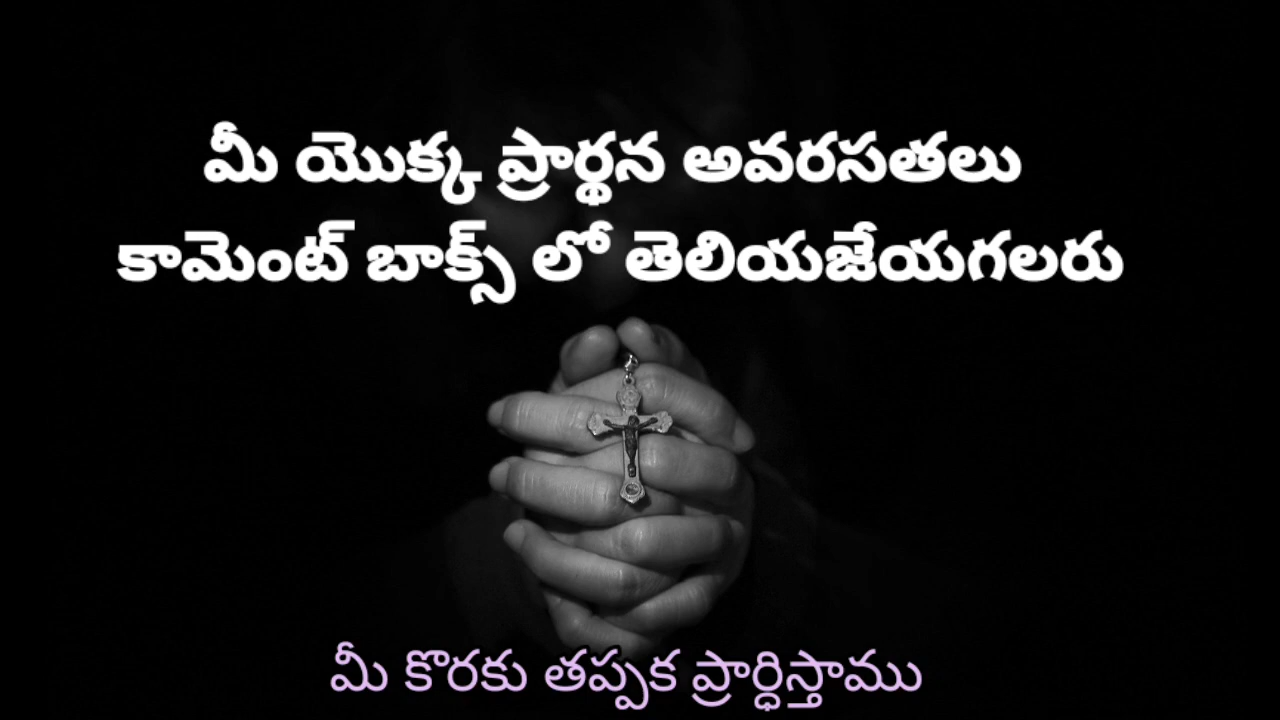 మీ యొక్క ప్రార్థన అవరసతలు
కామెంట్ బాక్స్ లో తెలియజేయగలరు
మీ కొరకు తప్పక ప్రార్ధిస్తాము